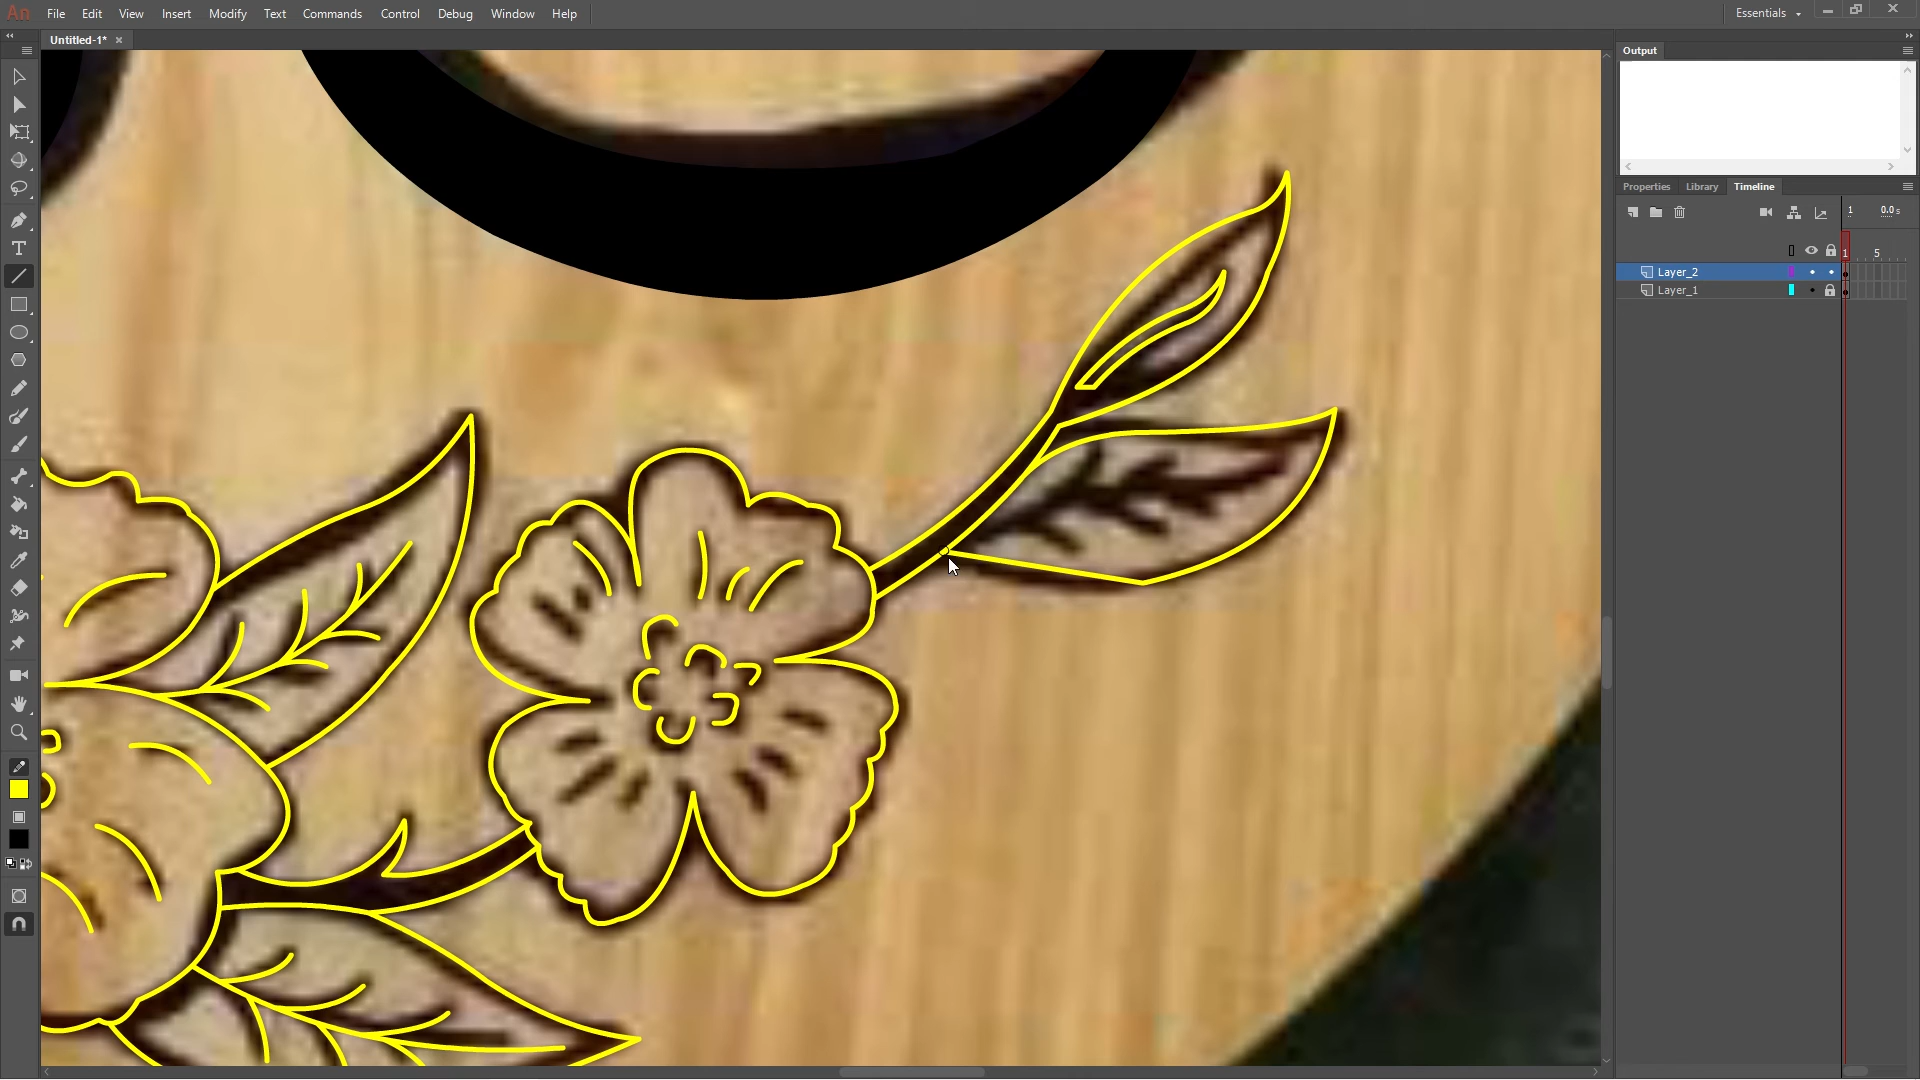 An File Edit View Insert Modify Text Commands Control Debug Window Help Essentials
Untitled-1*
Output
Properties Library Timeline
1 0.0 s
1 5
Layer_2
Layer_1